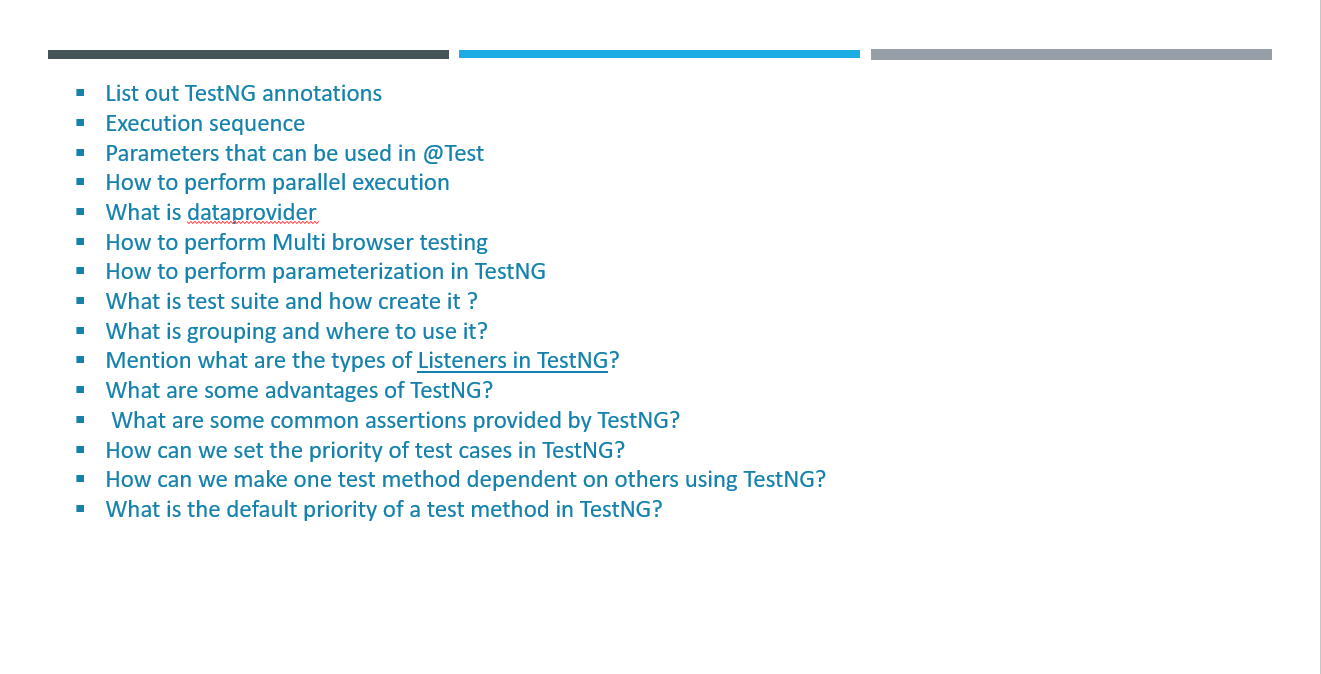 ▪ List out TestNG annotations
▪ Execution sequence
▪ Parameters that can be used in @Test
▪ How to perform parallel execution
▪ What is dataprovider
▪ How to perform Multi browser testing
▪ How to perform parameterization in TestNG
▪ What is test suite and how create it ?
▪ What is grouping and where to use it?
▪ Mention what are the types of Listeners in TestNG?
▪ What are some advantages of TestNG?
▪ What are some common assertions provided by TestNG?
▪ How can we set the priority of test cases in TestNG?
▪ How can we make one test method dependent on others using TestNG?
▪ What is the default priority of a test method in TestNG?